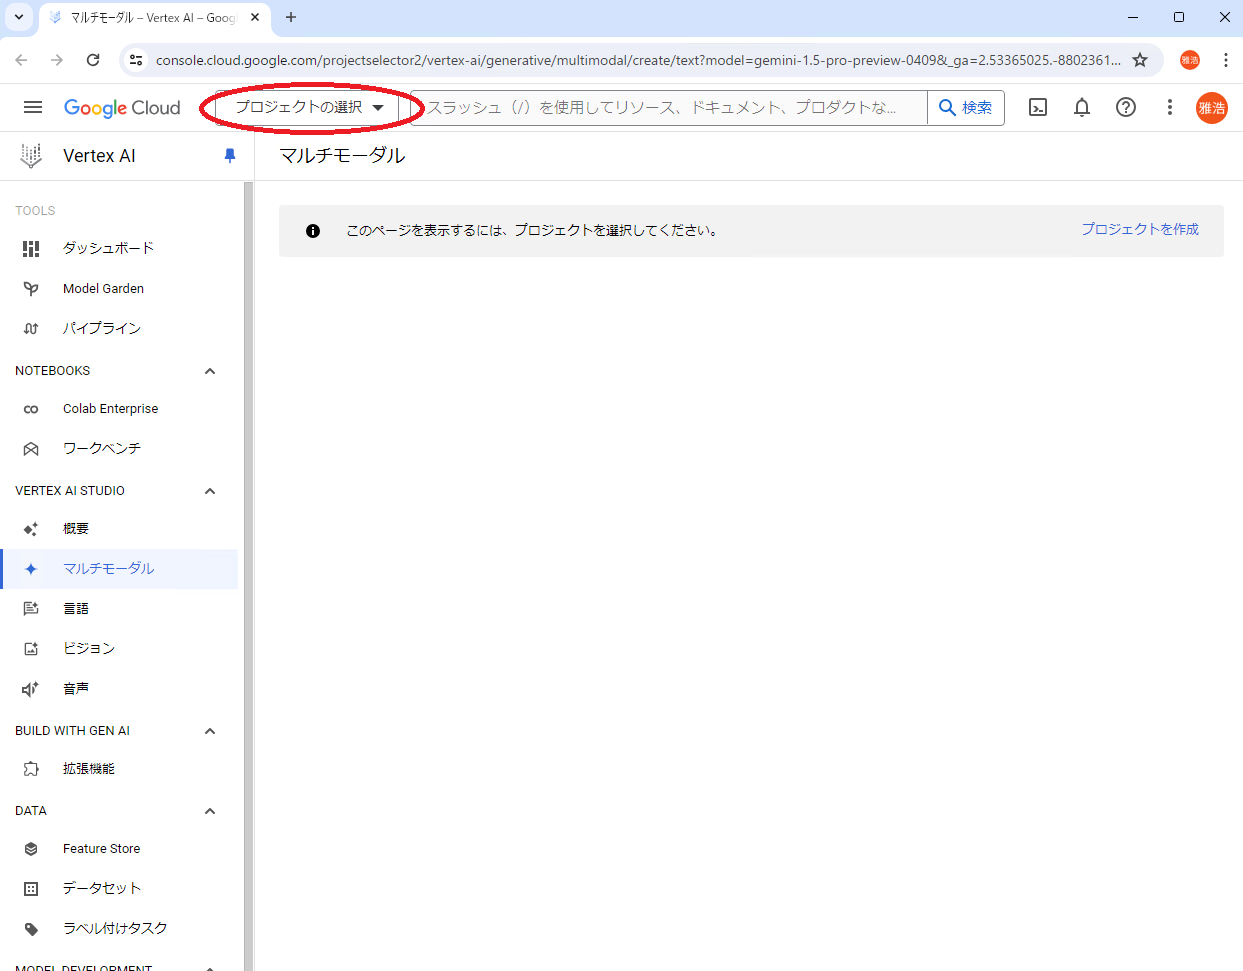 マルチモーダル – Vertex AI – Goog
console.cloud.google.com/projectselector2/vertex-ai/generative/multimodal/create/text?model=gemini-1.5-pro-preview-0409&_ga=2.53365025.-8802361...
雅浩
Google Cloud
プロジェクトの選択
スラッシュ（/）を使用してリソース、ドキュメント、プロダクトな...
検索
雅浩
Vertex AI
マルチモーダル
このページを表示するには、プロジェクトを選択してください。
プロジェクトを作成
TOOLS
ダッシュボード
Model Garden
パイプライン
NOTEBOOKS
Colab Enterprise
ワークベンチ
VERTEX AI STUDIO
概要
マルチモーダル
言語
ビジョン
音声
BUILD WITH GEN AI
拡張機能
DATA
Feature Store
データセット
ラベル付けタスク
MODEL DEVELOPMENT